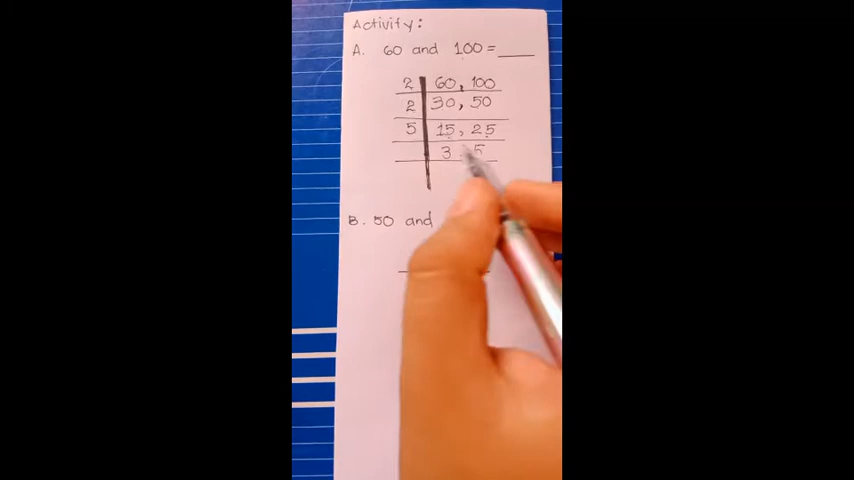 Activity:
A. 60 and 100 = ____
2 60, 100
2 30, 50
5 15, 25
3 5
B. 50 and